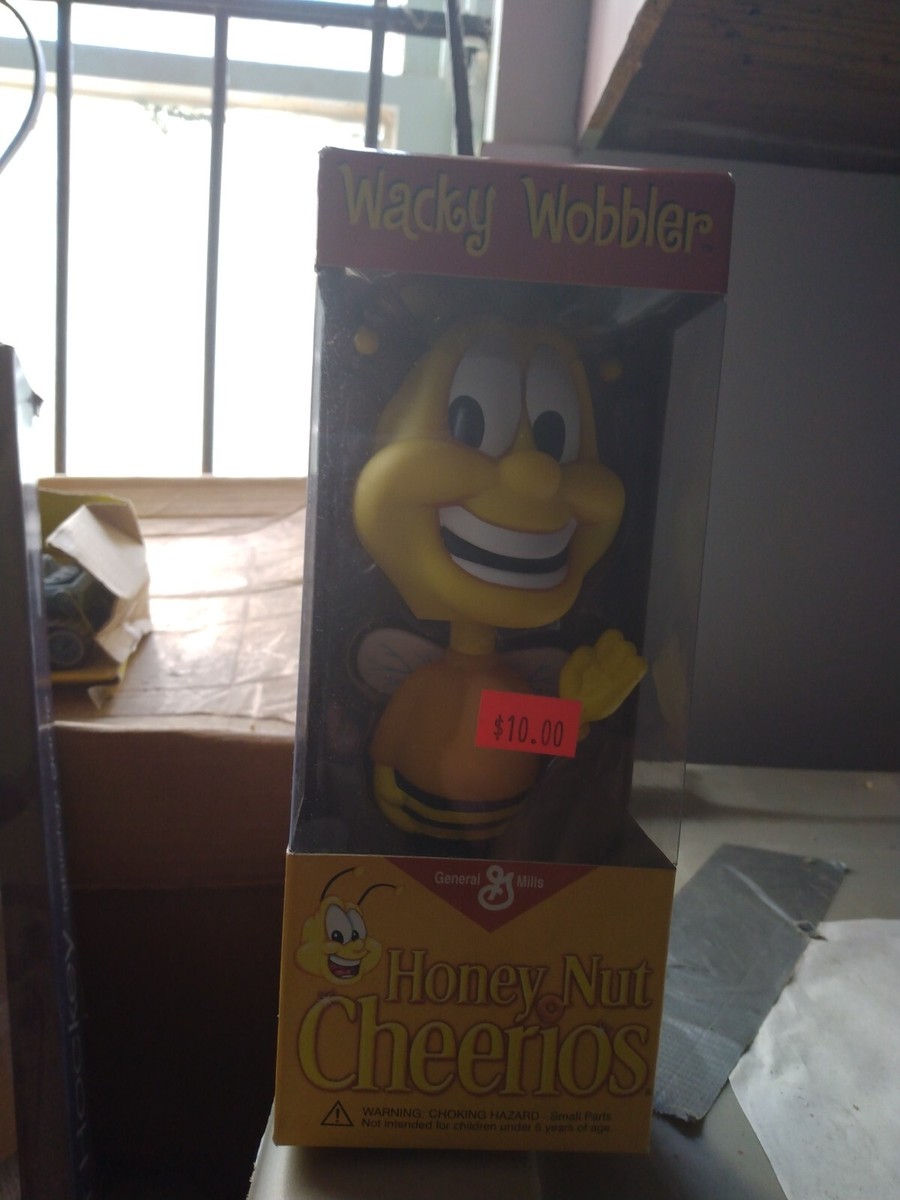 Wacky Wobbler
$10.00
General Mills
Honey Nut
Cheerios
WARNING: CHOKING HAZARD - Small Parts
Not intended for children under 5 years of age